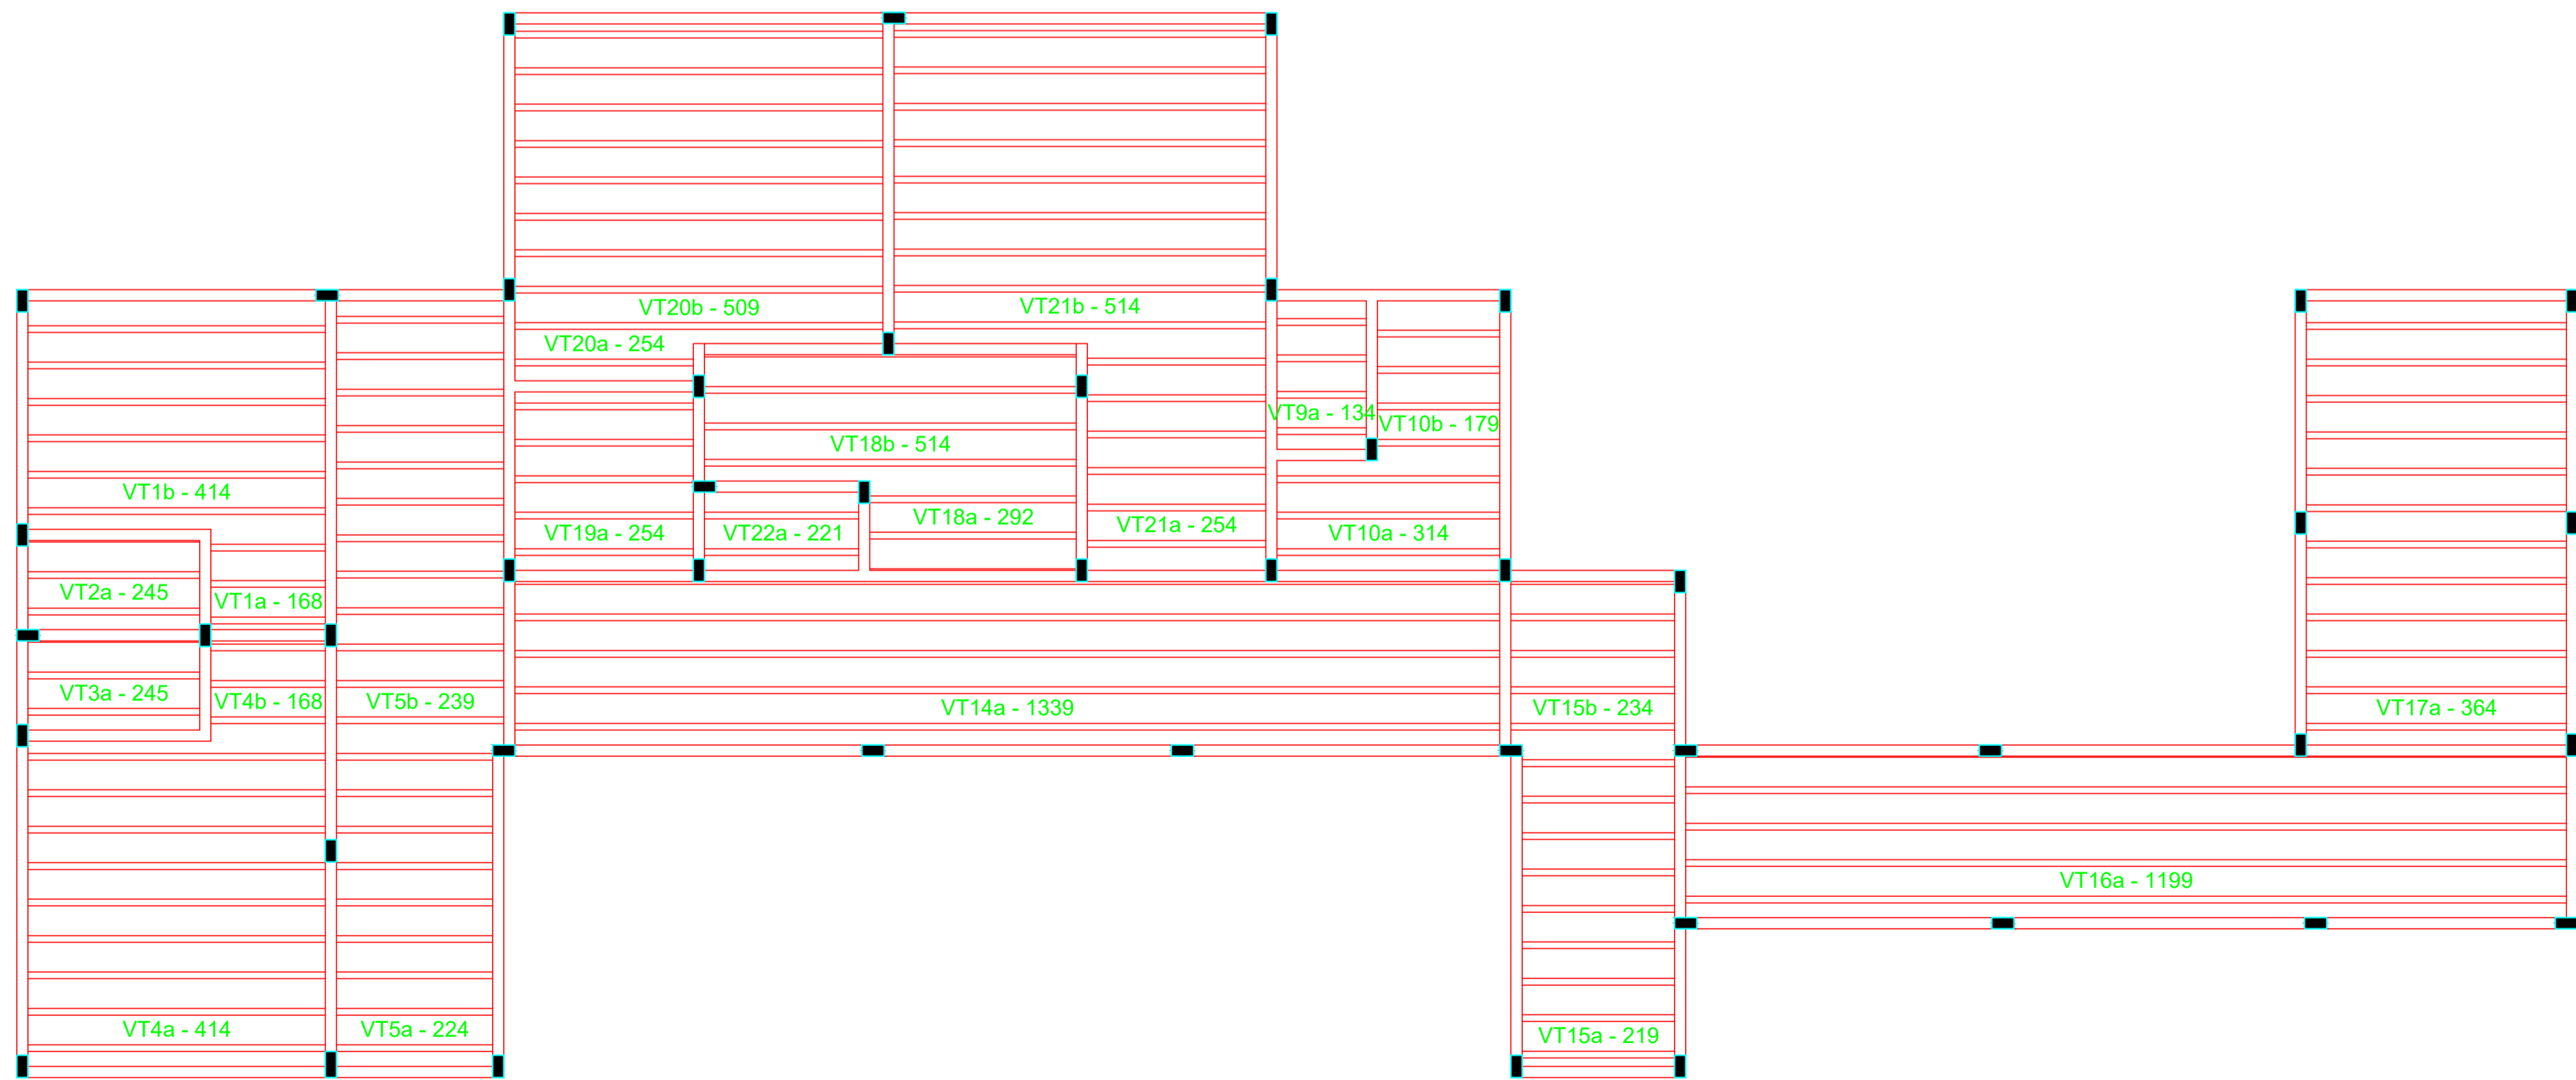 VT20b - 509
VT21b - 514
VT20a - 254
VT9a - 134
VT10b - 179
VT18b - 514
VT1b - 414
VT18a - 292
VT21a - 254
VT19a - 254
VT22a - 221
VT10a - 314
VT2a - 245
VT1a - 168
VT3a - 245
VT4b - 168
VT5b - 239
VT14a - 1339
VT15b - 234
VT17a - 364
VT16a - 1199
VT4a - 414
VT5a - 224
VT15a - 219